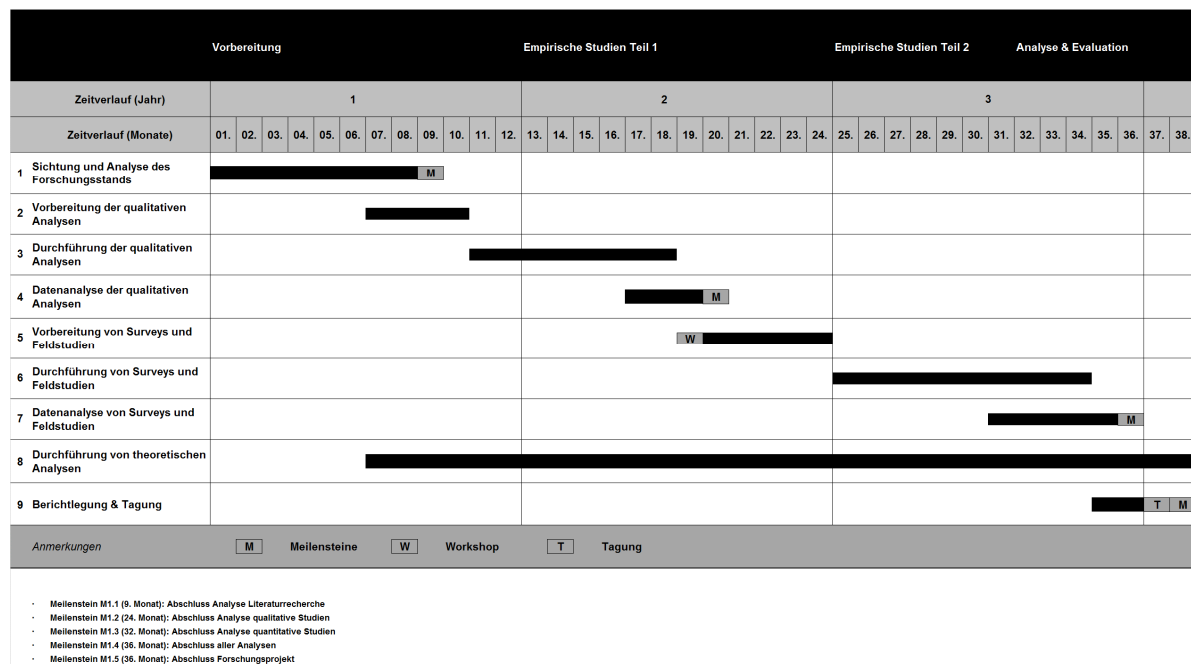 Vorbereitung Empirische Studien Teil 1 Empirische Studien Teil 2 Analyse & Evaluation
Zeitverlauf (Jahr) 1 2 3
Zeitverlauf (Monate) 01. 02. 03. 04. 05. 06. 07. 08. 09. 10. 11. 12. 13. 14. 15. 16. 17. 18. 19. 20. 21. 22. 23. 24. 25. 26. 27. 28. 29. 30. 31. 32. 33. 34. 35. 36. 37. 38.
1 Sichtung und Analyse des
Forschungsstands
M
2 Vorbereitung der qualitativen
Analysen
3 Durchführung der qualitativen
Analysen
4 Datenanalyse der qualitativen
Analysen
M
5 Vorbereitung von Surveys und
Feldstudien
W
6 Durchführung von Surveys und
Feldstudien
7 Datenanalyse von Surveys und
Feldstudien
M
8 Durchführung von theoretischen
Analysen
9 Berichtlegung & Tagung T M
Anmerkungen M Meilensteine W Workshop T Tagung
· Meilenstein M1.1 (9. Monat): Abschluss Analyse Literaturrecherche
· Meilenstein M1.2 (24. Monat): Abschluss Analyse qualitative Studien
· Meilenstein M1.3 (32. Monat): Abschluss Analyse quantitative Studien
· Meilenstein M1.4 (36. Monat): Abschluss aller Analysen
· Meilenstein M1.5 (36. Monat): Abschluss Forschungsprojekt